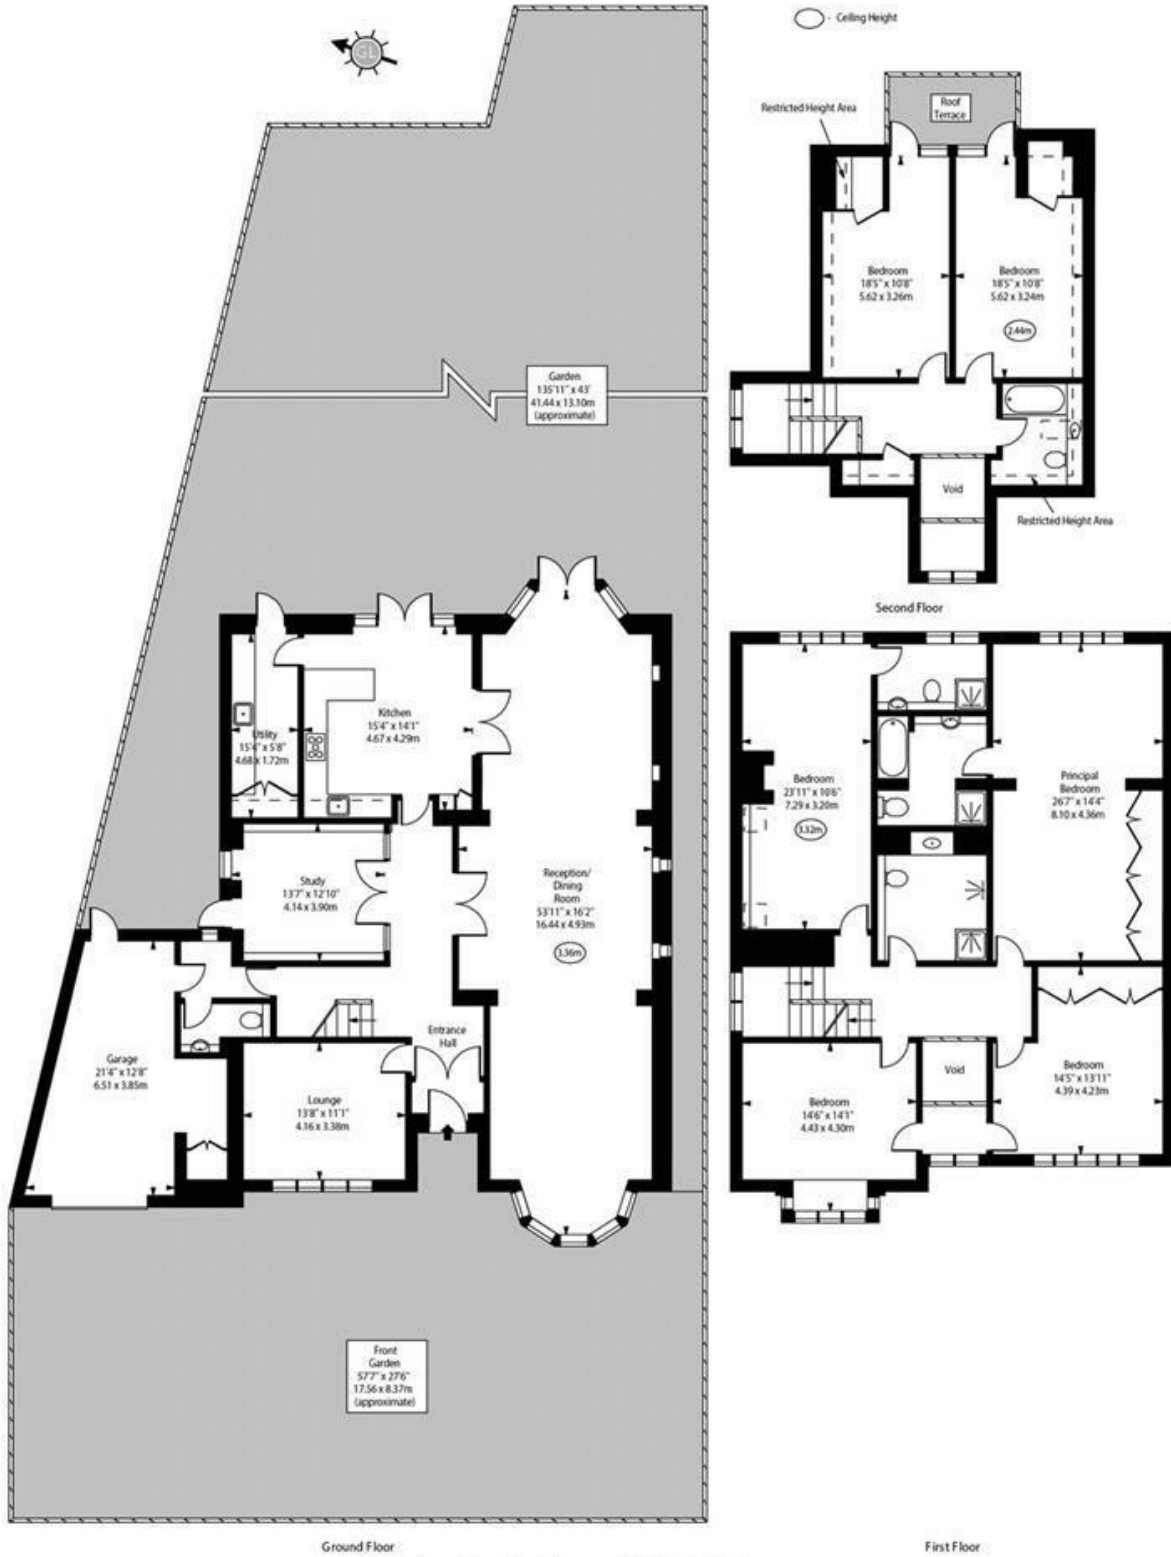 GL
- Ceiling Height
Restricted Height Area
Roof
Terrace
Bedroom
18'5" x 10'8"
5.62 x 3.26m
Bedroom
18'5" x 10'8"
5.62 x 3.24m
2.44m
Void
Restricted Height Area
Second Floor
Garden
135'11" x 43'
41.44 x 13.10m
(approximate)
Kitchen
15'4" x 14'1"
4.67 x 4.29m
Utility
15'4" x 5'8"
4.68 x 1.72m
Study
13'7" x 12'10"
4.14 x 3.90m
Reception/
Dining
Room
53'11" x 16'2"
16.44 x 4.93m
3.36m
Entrance
Hall
Garage
21'4" x 12'8"
6.51 x 3.85m
Lounge
13'8" x 11'1"
4.16 x 3.38m
Front
Garden
57'7" x 27'6"
17.56 x 8.37m
(approximate)
Ground Floor
Bedroom
23'11" x 10'6"
7.29 x 3.20m
3.32m
Principal
Bedroom
26'7" x 14'4"
8.10 x 4.36m
Bedroom
14'6" x 14'1"
4.43 x 4.30m
Void
Bedroom
14'5" x 13'11"
4.39 x 4.23m
First Floor